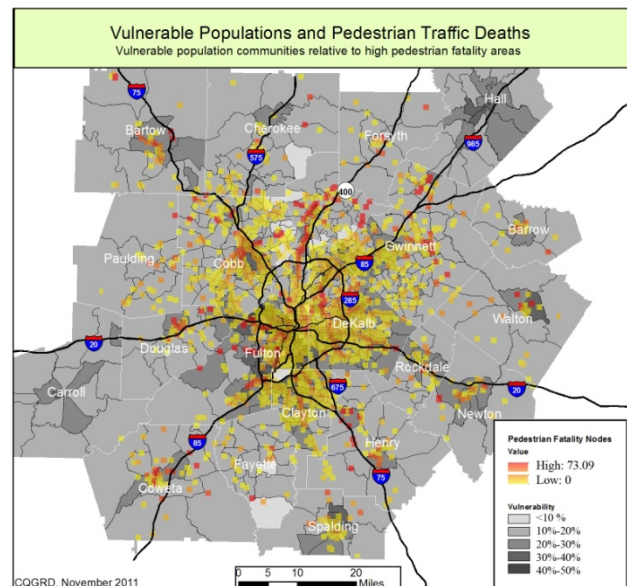 Vulnerable Populations and Pedestrian Traffic Deaths
Vulnerable population communities relative to high pedestrian fatality areas
75
Hall
Bartow
Cherokee
Forsyth
575
985
400
Gwinnett
Barrow
Paulding
Cobb
85
285
Walton
DeKalb
20
Douglas
Fulton
Rockdale
Carroll
675
20
Clayton
Newton
85
Henry
Fayette
75
Coweta
Spalding
Pedestrian Fatality Nodes
Value
High: 73.09
Low: 0
Vulnerability
<10 %
10%-20%
20%-30%
30%-40%
40%-50%
0 5 10 20
Miles
CQGRD, November 2011